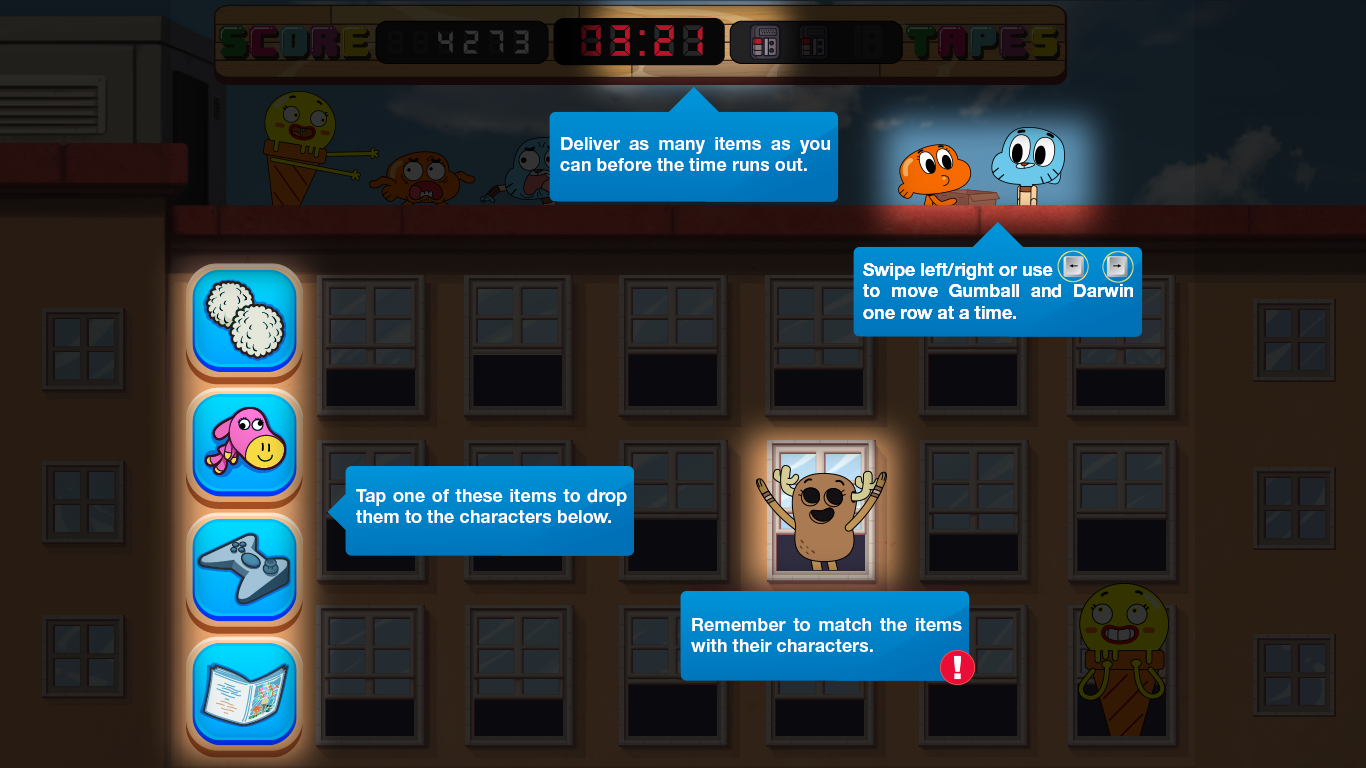 SCORE 4273 03:21 TAPES
Deliver as many items as you
can before the time runs out.
Swipe left/right or use ← →
to move Gumball and Darwin
one row at a time.
Tap one of these items to drop
them to the characters below.
Remember to match the items
with their characters.
!